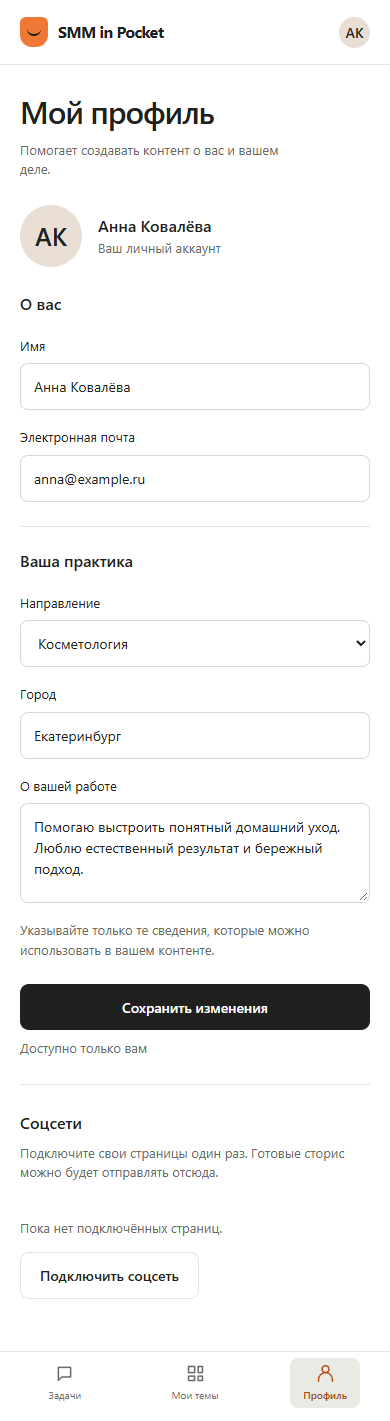 SMM in Pocket
АК
Мой профиль
Помогает создавать контент о вас и вашем
деле.
АК
Анна Ковалёва
Ваш личный аккаунт
О вас
Имя
Анна Ковалёва
Электронная почта
anna@example.ru
Ваша практика
Направление
Косметология
Город
Екатеринбург
О вашей работе
Помогаю выстроить понятный домашний уход.
Люблю естественный результат и бережный
подход.
Указывайте только те сведения, которые можно
использовать в вашем контенте.
Сохранить изменения
Доступно только вам
Соцсети
Подключите свои страницы один раз. Готовые сторис
можно будет отправлять отсюда.
Пока нет подключённых страниц.
Подключить соцсеть
Задачи
Мои темы
Профиль